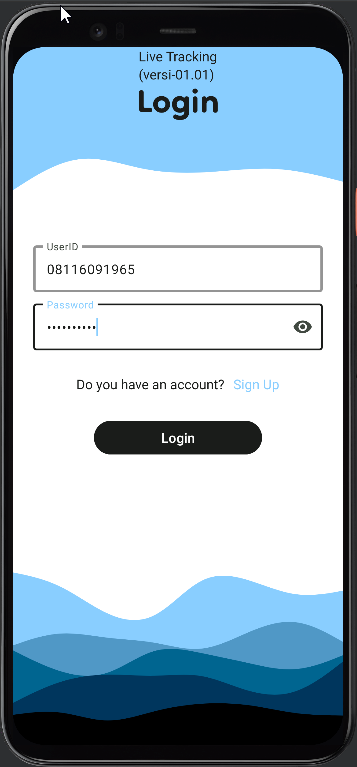 Live Tracking
(versi-01.01)
Login
UserID
08116091965
Password
••••••••••
Do you have an account? Sign Up
Login